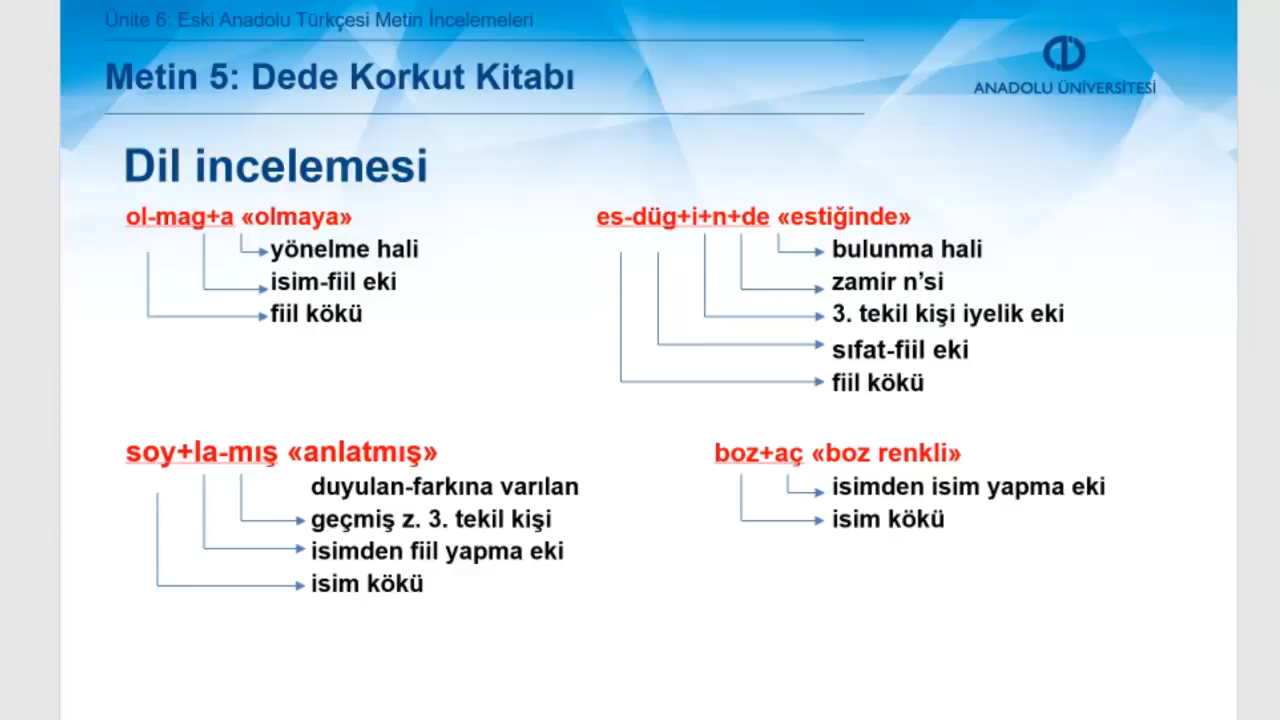 Ünite 6: Eski Anadolu Türkçesi Metin İncelemeleri
Metin 5: Dede Korkut Kitabı
ANADOLU ÜNİVERSİTESİ
Dil incelemesi
ol-mag+a «olmaya»
yönelme hali
isim-fiil eki
fiil kökü
es-düg+i+n+de «estiğinde»
bulunma hali
zamir n’si
3. tekil kişi iyelik eki
sıfat-fiil eki
fiil kökü
soy+la-mış «anlatmış»
duyulan-farkına varılan
geçmiş z. 3. tekil kişi
isimden fiil yapma eki
isim kökü
boz+aç «boz renkli»
isimden isim yapma eki
isim kökü